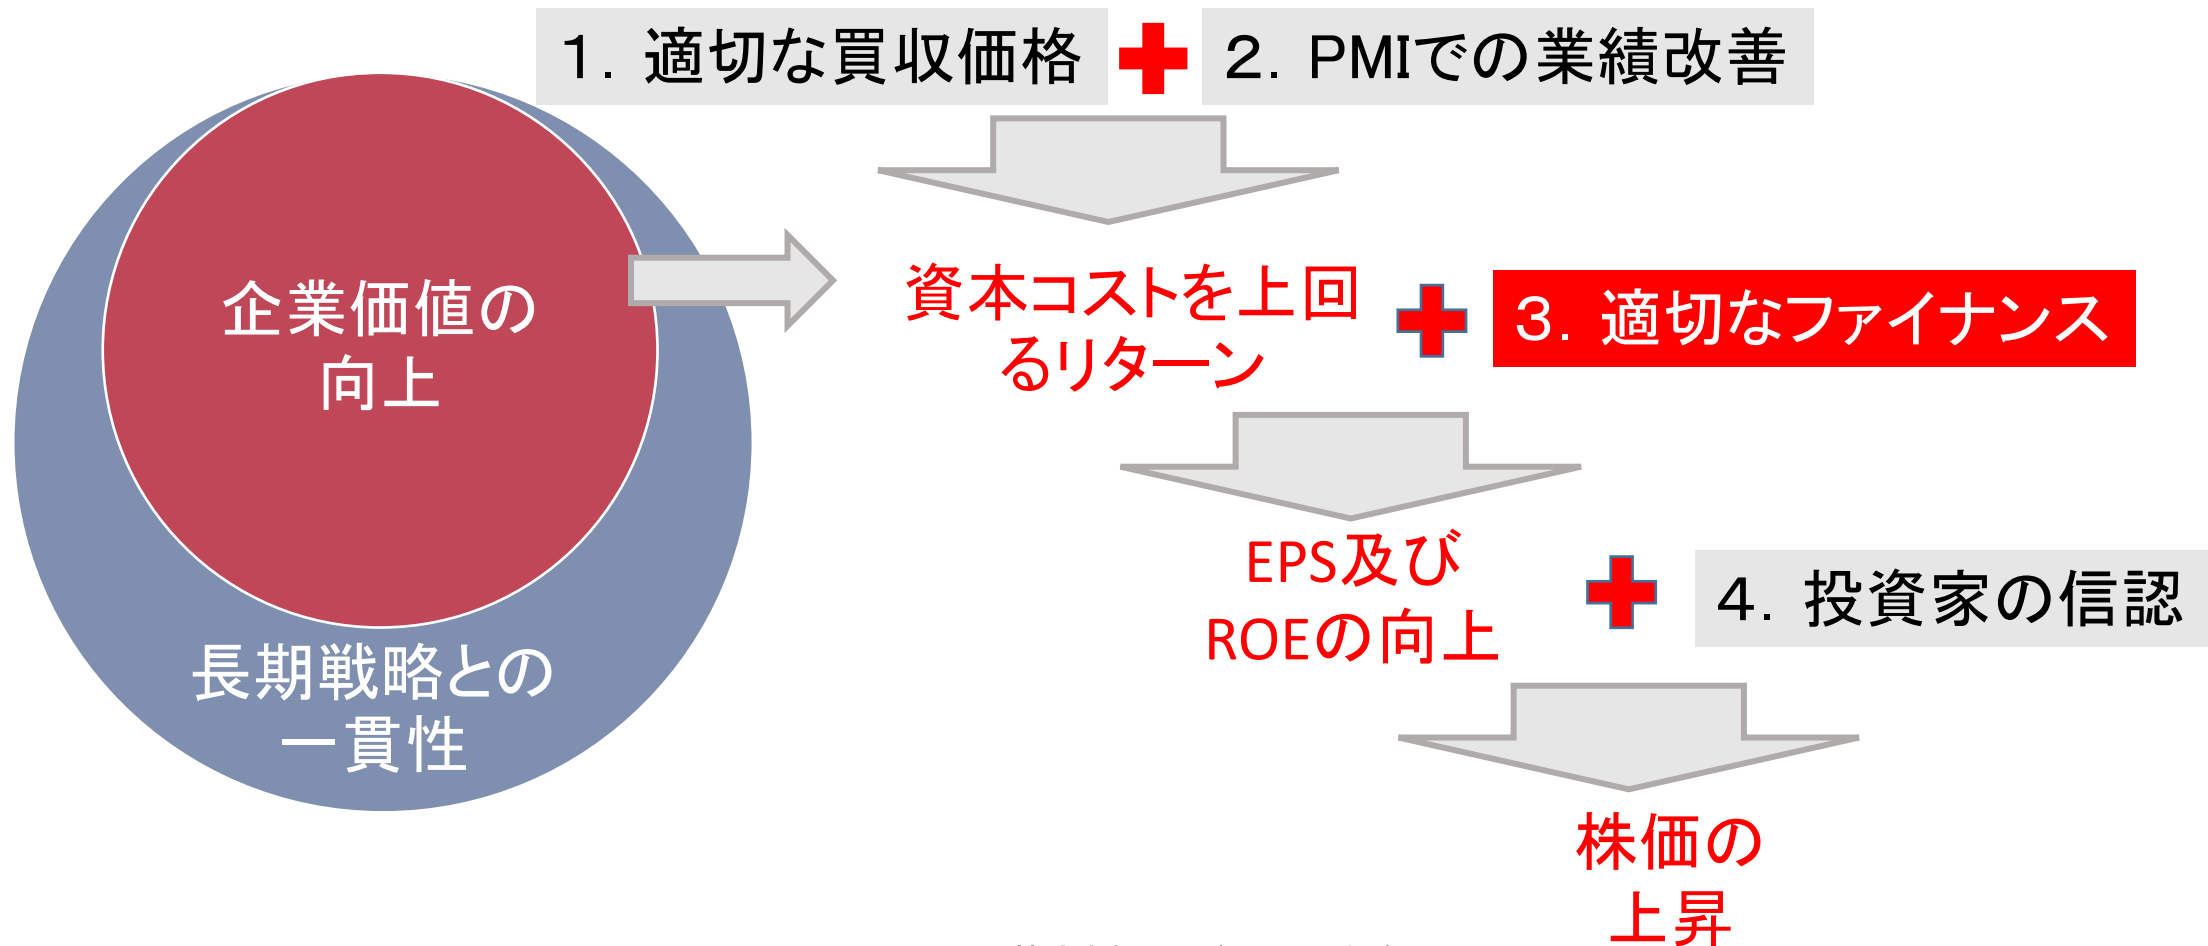 １．適切な買収価格
２．PMIでの業績改善
企業価値の
向上
長期戦略との
一貫性
資本コストを上回
るリターン
３．適切なファイナンス
EPS及び
ROEの向上
４．投資家の信認
株価の
上昇